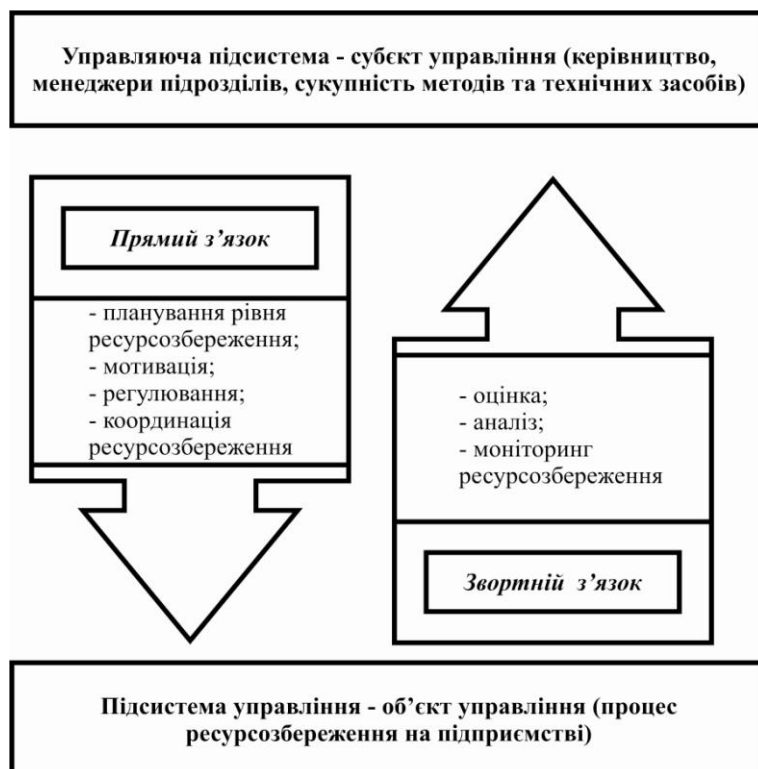 Управляюча підсистема - субєкт управління (керівництво,
менеджери підрозділів, сукупність методів та технічних засобів)
Прямий з’язок
- планування рівня
ресурсозбереження;
- мотивація;
- регулювання;
- координація
ресурсозбереження
- оцінка;
- аналіз;
- моніторинг
ресурсозбереження
Звортній з’язок
Підсистема управління - об’єкт управління (процес
ресурсозбереження на підприємстві)